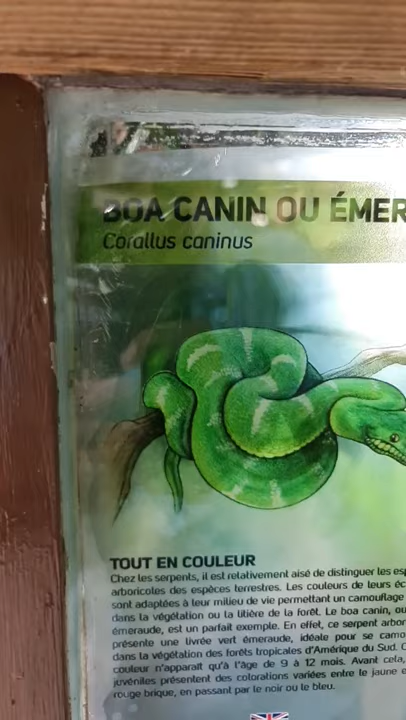 BOA CANIN OU ÉMER
Corallus caninus
TOUT EN COULEUR
Chez les serpents, il est relativement aisé de distinguer les esp
arboricoles des espèces terrestres. Les couleurs de leurs éc
sont adaptées à leur milieu de vie permettant un camouflage
dans la végétation ou la litière de la forêt. Le boa canin, ou
émeraude, est un parfait exemple. En effet, ce serpent arbor
présente une livrée vert émeraude, idéale pour se camo
dans la végétation des forêts tropicales d'Amérique du Sud. C
couleur n'apparaît qu'à l'âge de 9 à 12 mois. Avant cela,
juvéniles présentent des colorations variées entre le jaune e
rouge brique, en passant par le noir ou le bleu.